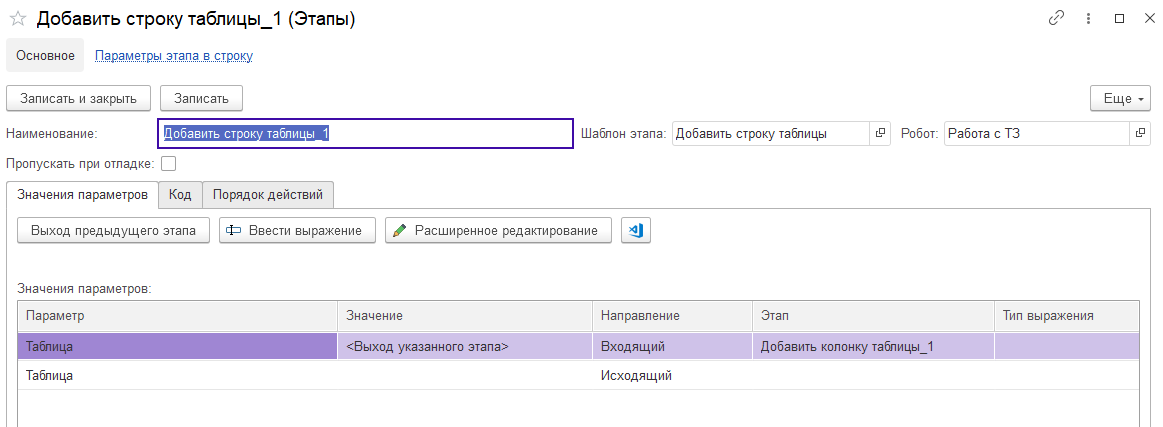 Добавить строку таблицы_1 (Этапы)
Основное Параметры этапа в строку
Записать и закрыть Записать Еще
Наименование: Добавить строку таблицы_1 Шаблон этапа: Добавить строку таблицы Робот: Работа с ТЗ
Пропускать при отладке:
Значения параметров Код Порядок действий
Выход предыдущего этапа Ввести выражение Расширенное редактирование
Значения параметров:
Параметр Значение Направление Этап Тип выражения
Таблица <Выход указанного этапа> Входящий Добавить колонку таблицы_1
Таблица Исходящий